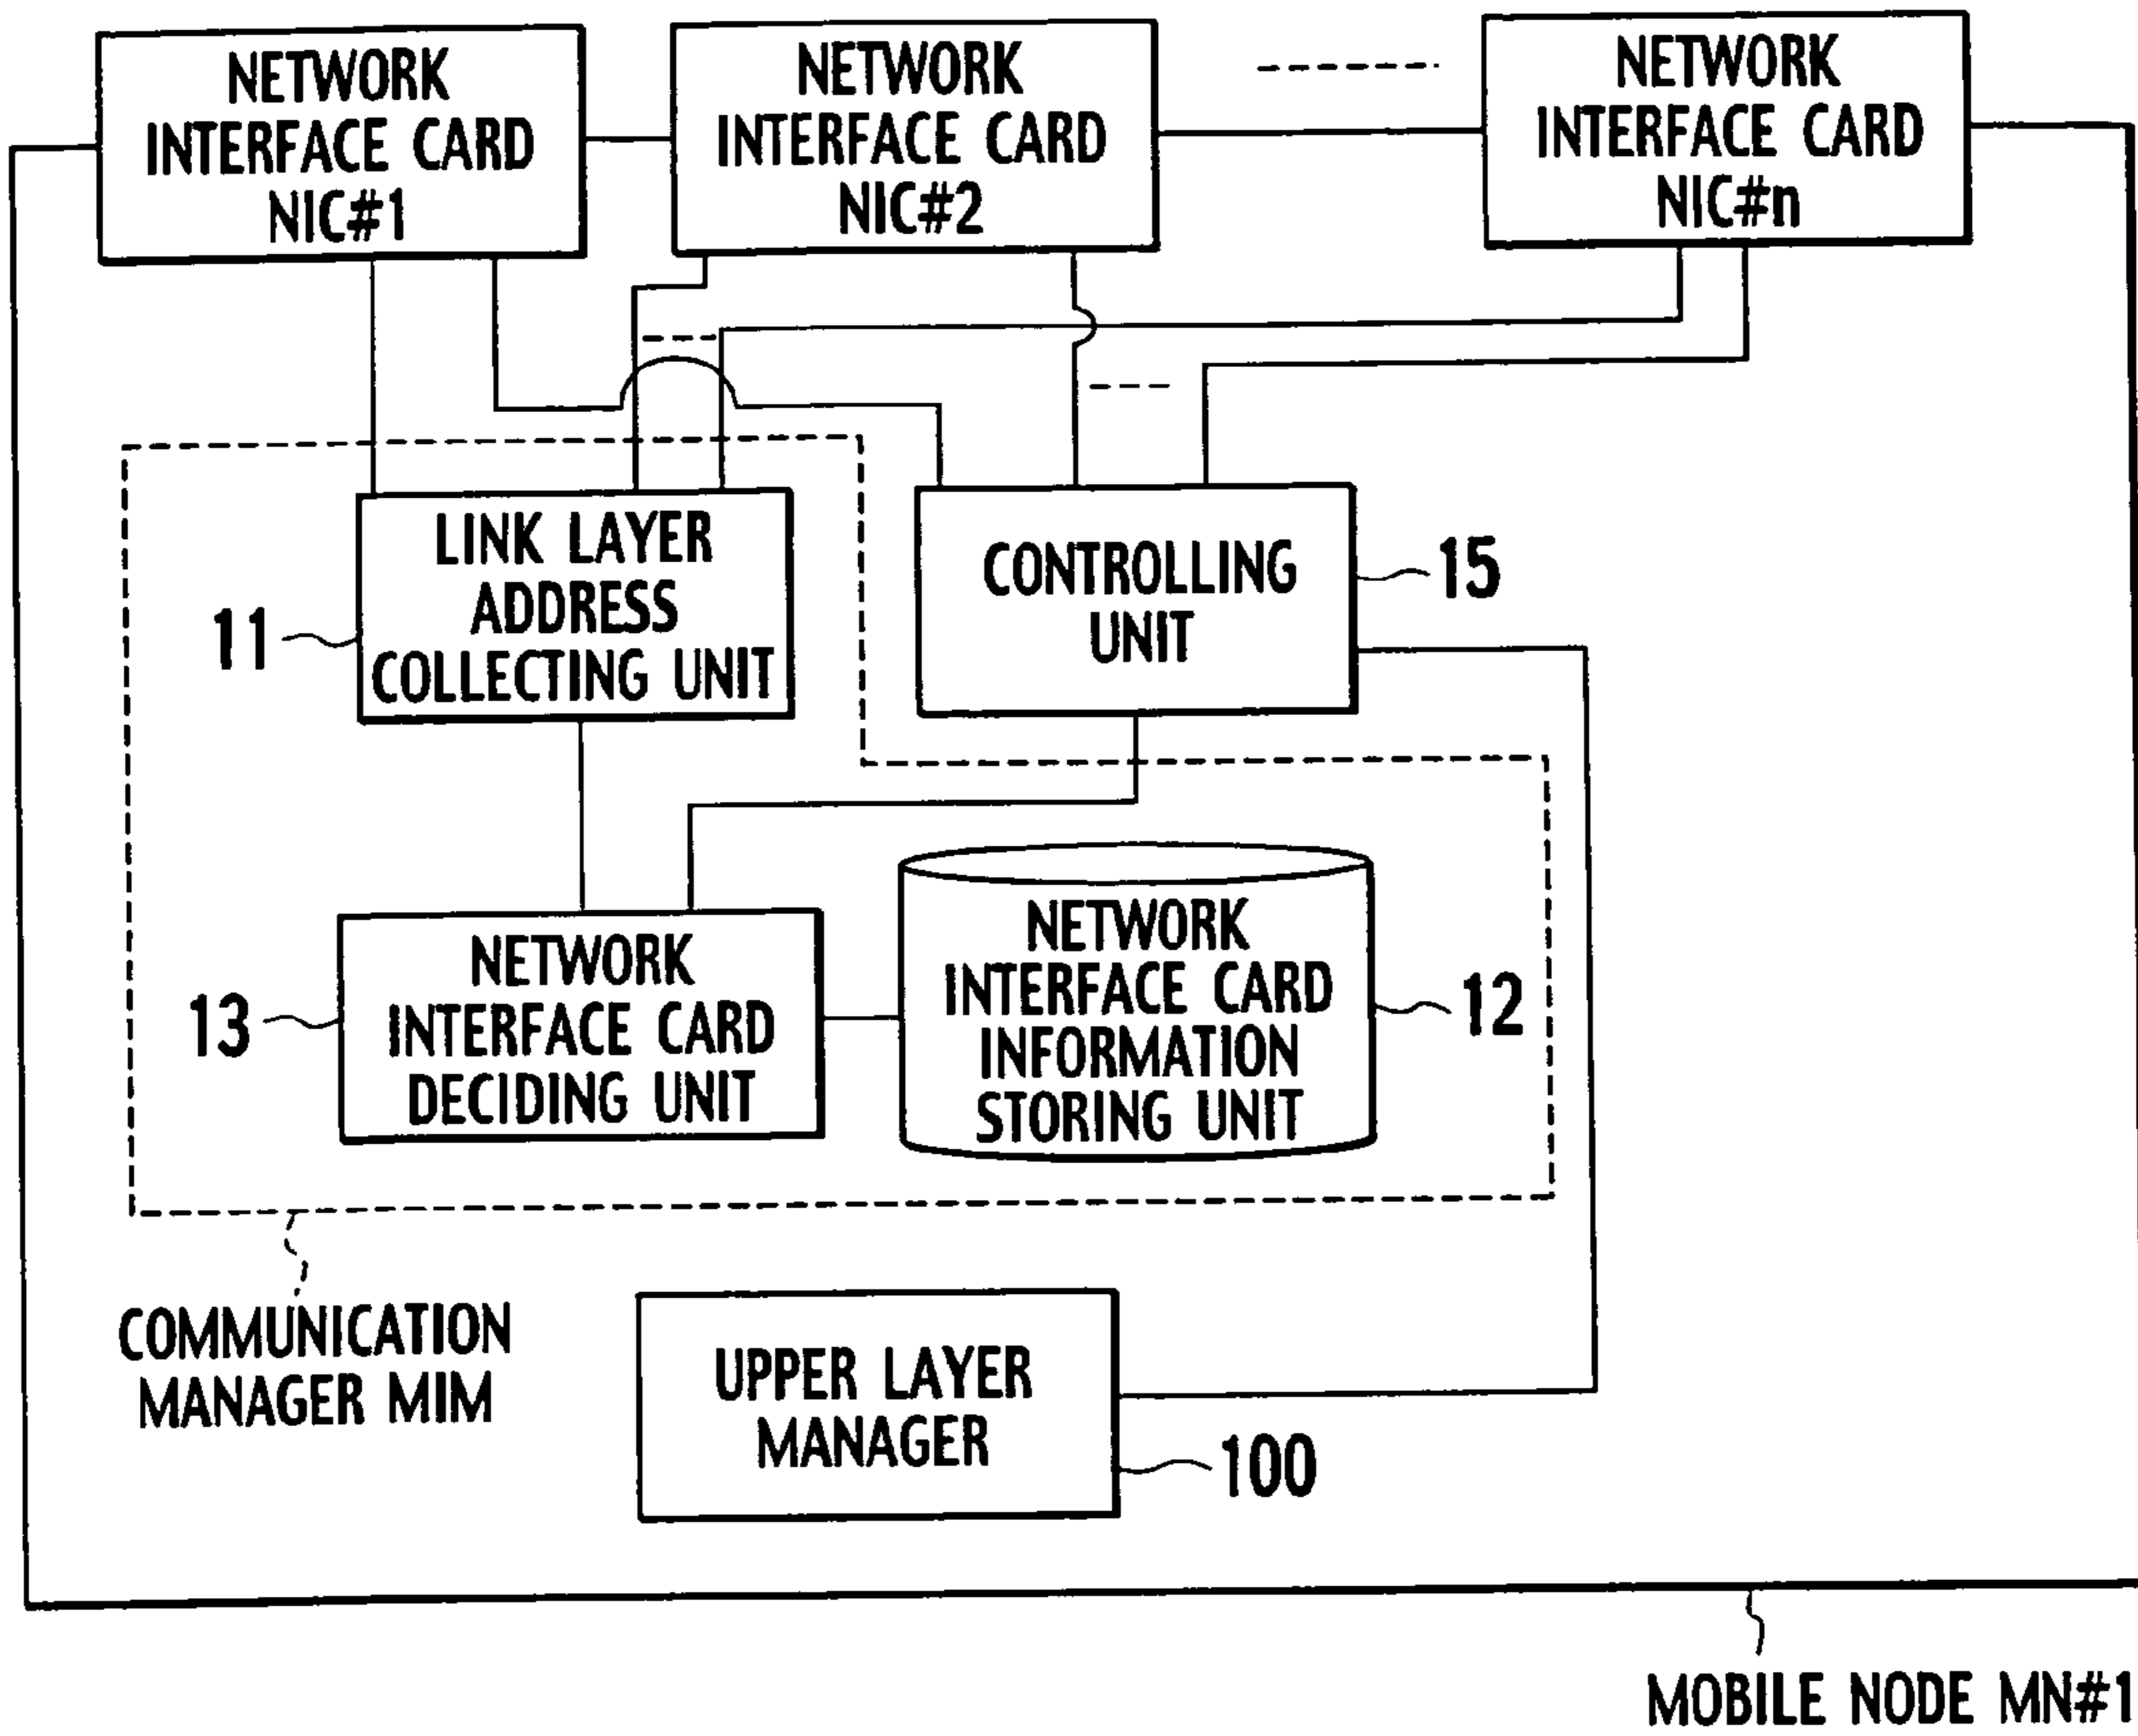 NETWORK
INTERFACE CARD
NIC#1
NETWORK
INTERFACE CARD
NIC#2
NETWORK
INTERFACE CARD
NIC#n
LINK LAYER
ADDRESS
COLLECTING UNIT
11
CONTROLLING
UNIT
15
NETWORK
INTERFACE CARD
DECIDING UNIT
13
NETWORK
INTERFACE CARD
INFORMATION
STORING UNIT
12
COMMUNICATION
MANAGER MIM
UPPER LAYER
MANAGER
100
MOBILE NODE MN#1